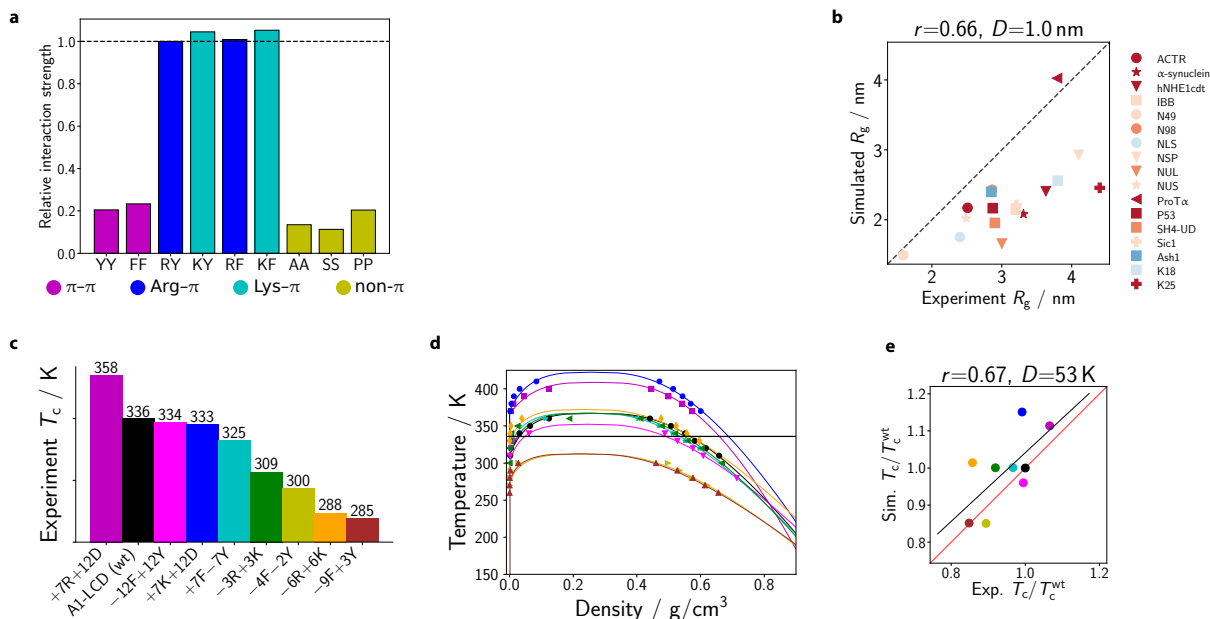 a
Relative interaction strength
1.0
0.8
0.6
0.4
0.2
0.0
YY FF RY KY RF KF AA SS PP
π–π Arg–π Lys–π non-π
b
r=0.66, D=1.0 nm
Simulated Rg / nm
4
3
2
2 3 4
Experiment Rg / nm
ACTR
α-synuclein
hNHE1cdt
IBB
N49
N98
NLS
NSP
NUL
NUS
ProTα
P53
SH4-UD
Sic1
Ash1
K18
K25
c
Experiment Tc / K
358
336
334
333
325
309
300
288
285
+7R+12D
A1-LCD (wt)
−12F+12Y
+7K+12D
+7F−7Y
−3R+3K
−4F−2Y
−6R+6K
−9F+3Y
d
Temperature / K
400
350
300
250
200
150
0.0 0.2 0.4 0.6 0.8
Density / g/cm³
e
r=0.67, D=53 K
Sim. Tc/Tcwt
1.2
1.1
1.0
0.9
0.8
0.8 1.0 1.2
Exp. Tc/Tcwt